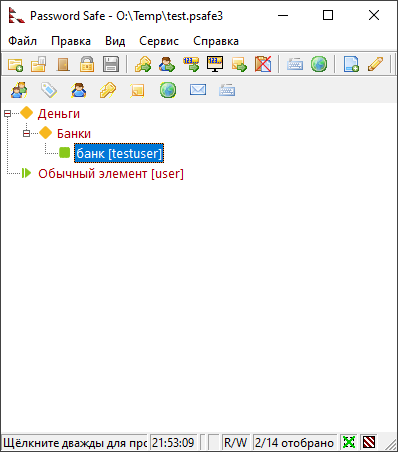 Password Safe - O:\Temp\test.psafe3
Файл Правка Вид Сервис Справка
Деньги
Банки
банк [testuser]
Обычный элемент [user]
Щёлкните дважды для про 21:53:09 R/W 2/14 отобрано